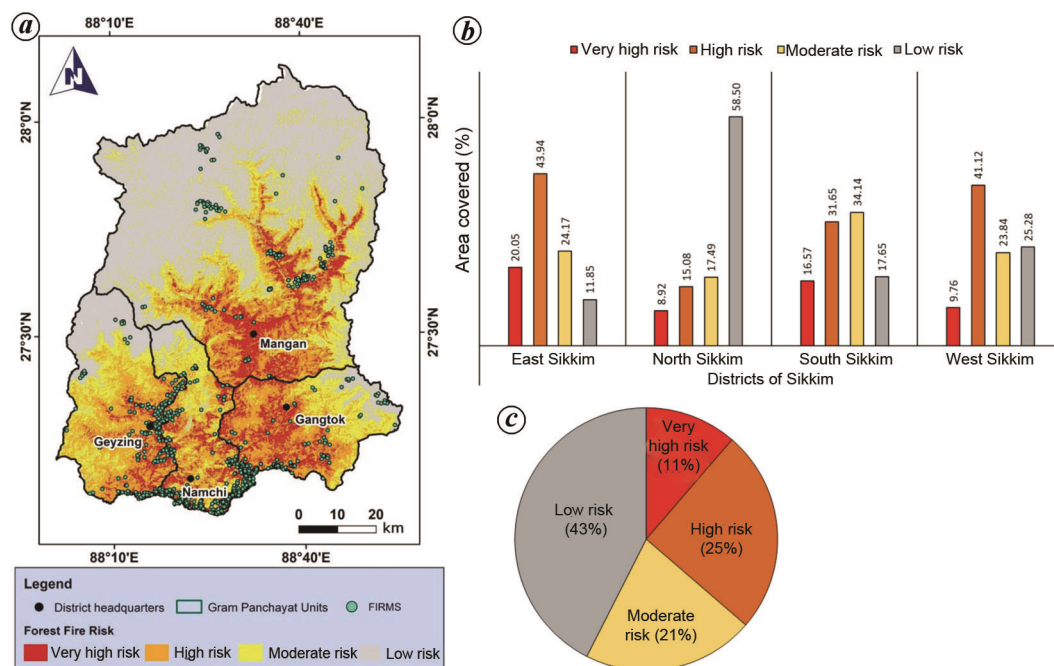 a
88°10'E
88°40'E
N
28°0'N
28°0'N
27°30'N
27°30'N
Mangan
Gangtok
Geyzing
Namchi
0 10 20
km
88°10'E
88°40'E
Legend
District headquarters
Gram Panchayat Units
FIRMS
Forest Fire Risk
Very high risk
High risk
Moderate risk
Low risk
b
Very high risk
High risk
Moderate risk
Low risk
Area covered (%)
20.05
43.94
24.17
11.85
8.92
15.08
17.49
58.50
16.57
31.65
34.14
17.65
9.76
41.12
23.84
25.28
East Sikkim
North Sikkim
South Sikkim
West Sikkim
Districts of Sikkim
c
Very
high risk
(11%)
High risk
(25%)
Moderate
risk (21%)
Low risk
(43%)